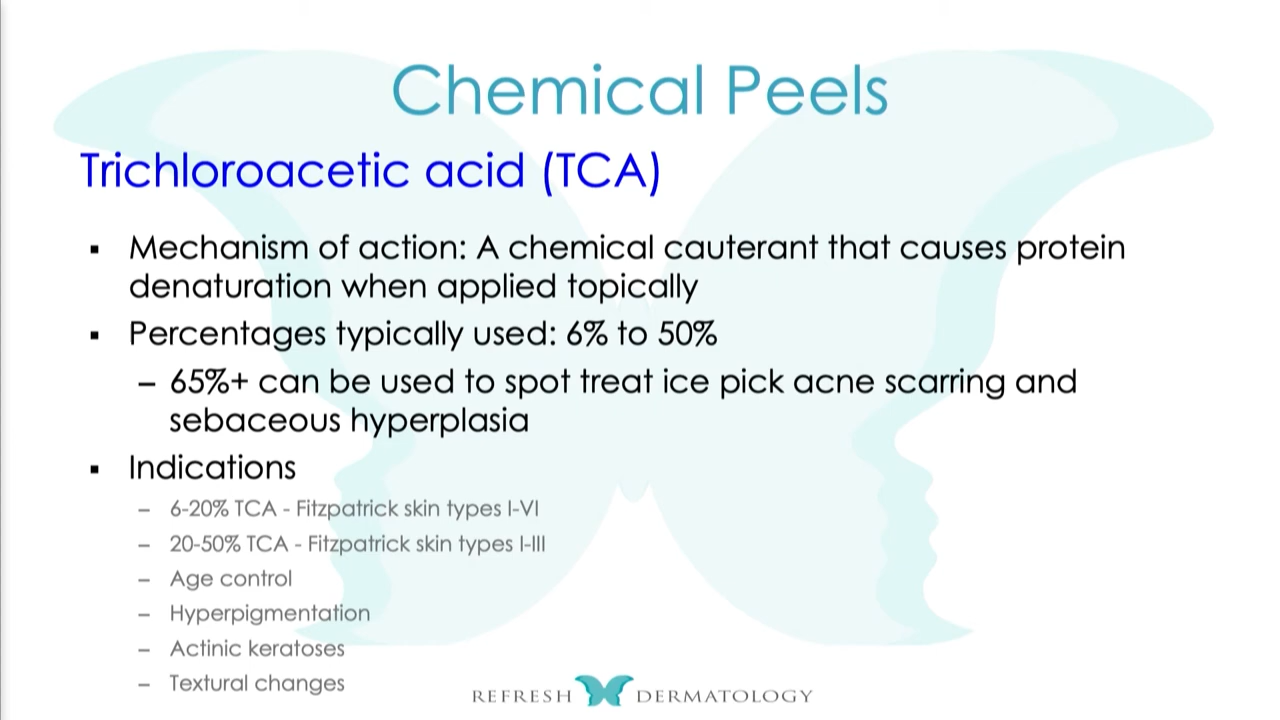 Chemical Peels
Trichloroacetic acid (TCA)
▪ Mechanism of action: A chemical cauterant that causes protein
denaturation when applied topically
▪ Percentages typically used: 6% to 50%
– 65%+ can be used to spot treat ice pick acne scarring and
sebaceous hyperplasia
▪ Indications
– 6-20% TCA - Fitzpatrick skin types I-VI
– 20-50% TCA - Fitzpatrick skin types I-III
– Age control
– Hyperpigmentation
– Actinic keratoses
– Textural changes
REFRESH DERMATOLOGY